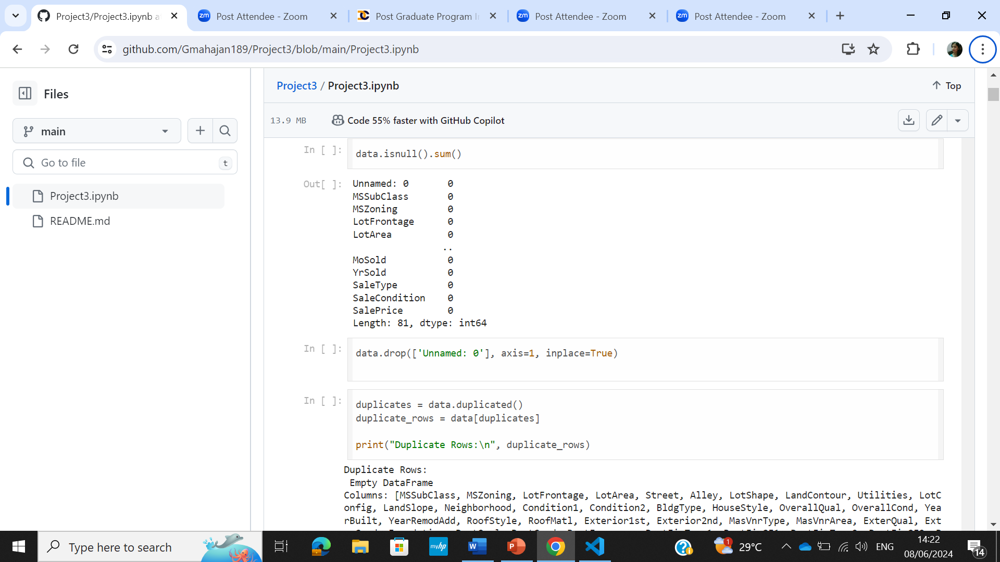 Project3/Project3.ipynb a
Post Attendee - Zoom
Post Graduate Program I
Post Attendee - Zoom
Post Attendee - Zoom
github.com/Gmahajan189/Project3/blob/main/Project3.ipynb
Files
Project3 / Project3.ipynb
Top
13.9 MB
Code 55% faster with GitHub Copilot
main
Go to file
t
Project3.ipynb
README.md
In [ ]:
data.isnull().sum()
Out[ ]:
Unnamed: 0 0
MSSubClass 0
MSZoning 0
LotFrontage 0
LotArea 0
..
MoSold 0
YrSold 0
SaleType 0
SaleCondition 0
SalePrice 0
Length: 81, dtype: int64
In [ ]:
data.drop(['Unnamed: 0'], axis=1, inplace=True)
In [ ]:
duplicates = data.duplicated()
duplicate_rows = data[duplicates]
print("Duplicate Rows:\n", duplicate_rows)
Duplicate Rows:
Empty DataFrame
Columns: [MSSubClass, MSZoning, LotFrontage, LotArea, Street, Alley, LotShape, LandContour, Utilities, LotC
onfig, LandSlope, Neighborhood, Condition1, Condition2, BldgType, HouseStyle, OverallQual, OverallCond, Yea
rBuilt, YearRemodAdd, RoofStyle, RoofMatl, Exterior1st, Exterior2nd, MasVnrType, MasVnrArea, ExterQual, Ext
Type here to search
29°C
ENG
14:22
08/06/2024
14